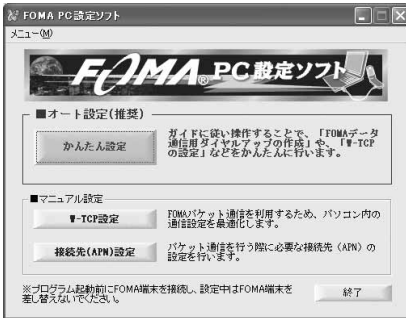 FOMA PC設定ソフト
メニュー(M)
FOMA® PC設定ソフト
■オート設定(推奨)
かんたん設定
ガイドに従い操作することで、「FOMAデータ
通信用ダイヤルアップの作成」や、「W-TCP
の設定」などをかんたんに行います。
■マニュアル設定
W-TCP設定
FOMAパケット通信を利用するため、パソコン内の
通信設定を最適化します。
接続先(APN)設定
パケット通信を行う際に必要な接続先（APN）の
設定を行います。
※プログラム起動前にFOMA端末を接続し、設定中はFOMA端末を
差し替えないでください。
終了